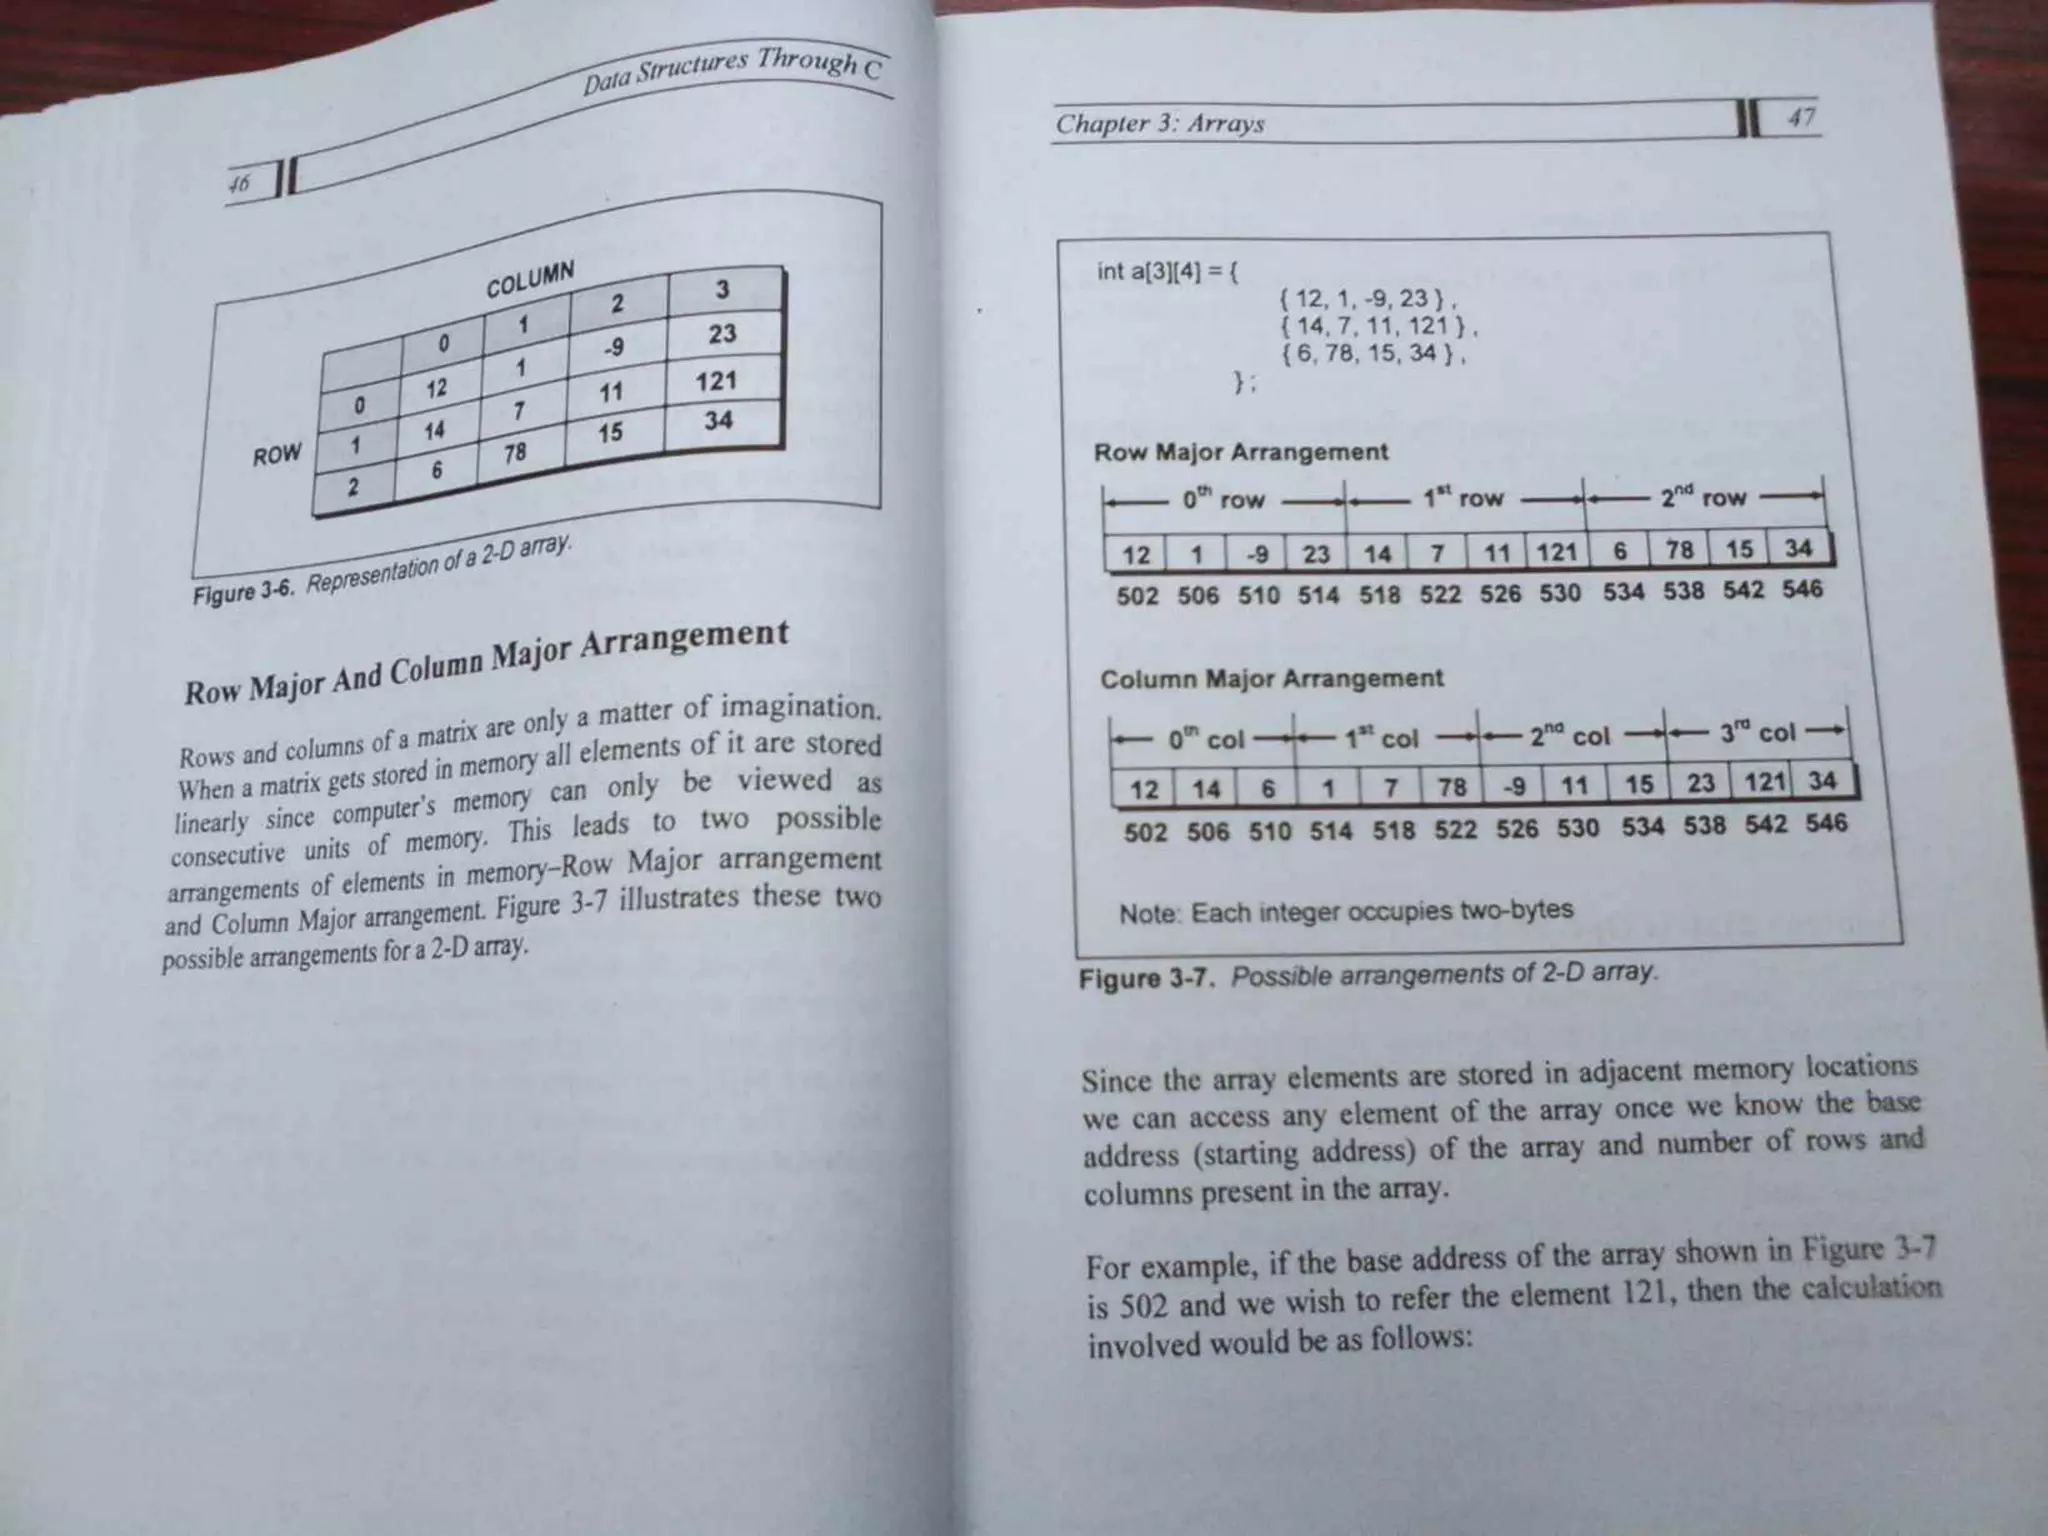 Data Structures Through C
46
COLUMN
0 1 2 3
0 12 1 -9 23
ROW 1 14 7 11 121
2 6 78 15 34
Figure 3-6. Representation of a 2-D array.
Row Major And Column Major Arrangement
Rows and columns of a matrix are only a matter of imagination.
When a matrix gets stored in memory all elements of it are stored
linearly since computer's memory can only be viewed as
consecutive units of memory. This leads to two possible
arrangements of elements in memory–Row Major arrangement
and Column Major arrangement. Figure 3-7 illustrates these two
possible arrangements for a 2-D array.
Chapter 3: Arrays 47
int a[3][4] = {
{ 12, 1, -9, 23 } ,
{ 14, 7, 11, 121 } ,
{ 6, 78, 15, 34 } ,
} ;
Row Major Arrangement
0th row 1st row 2nd row
12 1 -9 23 14 7 11 121 6 78 15 34
502 506 510 514 518 522 526 530 534 538 542 546
Column Major Arrangement
0th col 1st col 2nd col 3rd col
12 14 6 1 7 78 -9 11 15 23 121 34
502 506 510 514 518 522 526 530 534 538 542 546
Note: Each integer occupies two-bytes
Figure 3-7. Possible arrangements of 2-D array.
Since the array elements are stored in adjacent memory locations
we can access any element of the array once we know the base
address (starting address) of the array and number of rows and
columns present in the array.
For example, if the base address of the array shown in Figure 3-7
is 502 and we wish to refer the element 121, then the calculation
involved would be as follows: